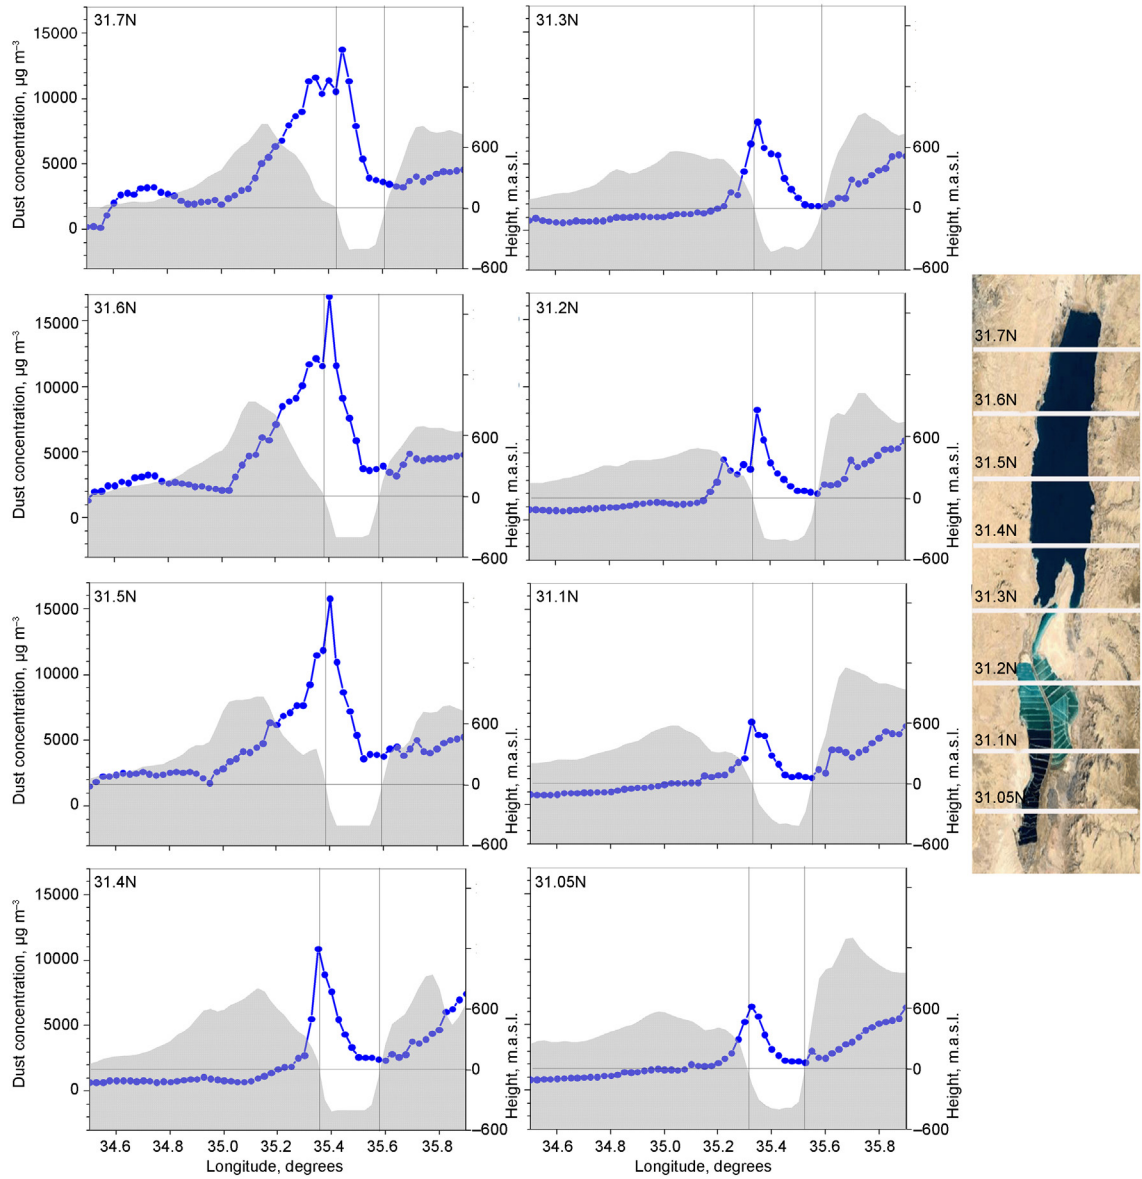 31.7N
15000
10000
5000
0
Dust concentration, µg m⁻³
600
0
−600
Height, m.a.s.l.
31.3N
600
0
−600
Height, m.a.s.l.
31.6N
15000
10000
5000
0
Dust concentration, µg m⁻³
600
0
−600
Height, m.a.s.l.
31.2N
600
0
−600
Height, m.a.s.l.
31.5N
15000
10000
5000
0
Dust concentration, µg m⁻³
600
0
−600
Height, m.a.s.l.
31.1N
600
0
−600
Height, m.a.s.l.
31.4N
15000
10000
5000
0
Dust concentration, µg m⁻³
600
0
−600
Height, m.a.s.l.
34.6 34.8 35.0 35.2 35.4 35.6 35.8
Longitude, degrees
31.05N
600
0
−600
Height, m.a.s.l.
34.6 34.8 35.0 35.2 35.4 35.6 35.8
Longitude, degrees
31.7N
31.6N
31.5N
31.4N
31.3N
31.2N
31.1N
31.05N